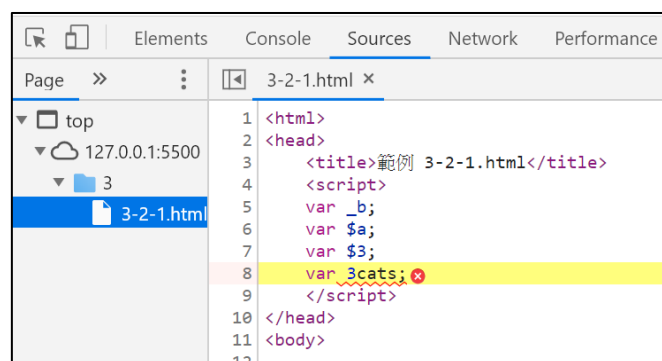 Elements Console Sources Network Performance
Page » 3-2-1.html ×
top
127.0.0.1:5500
3
3-2-1.html
1 <html>
2 <head>
3 <title>範例 3-2-1.html</title>
4 <script>
5 var _b;
6 var $a;
7 var $3;
8 var 3cats;
9 </script>
10 </head>
11 <body>